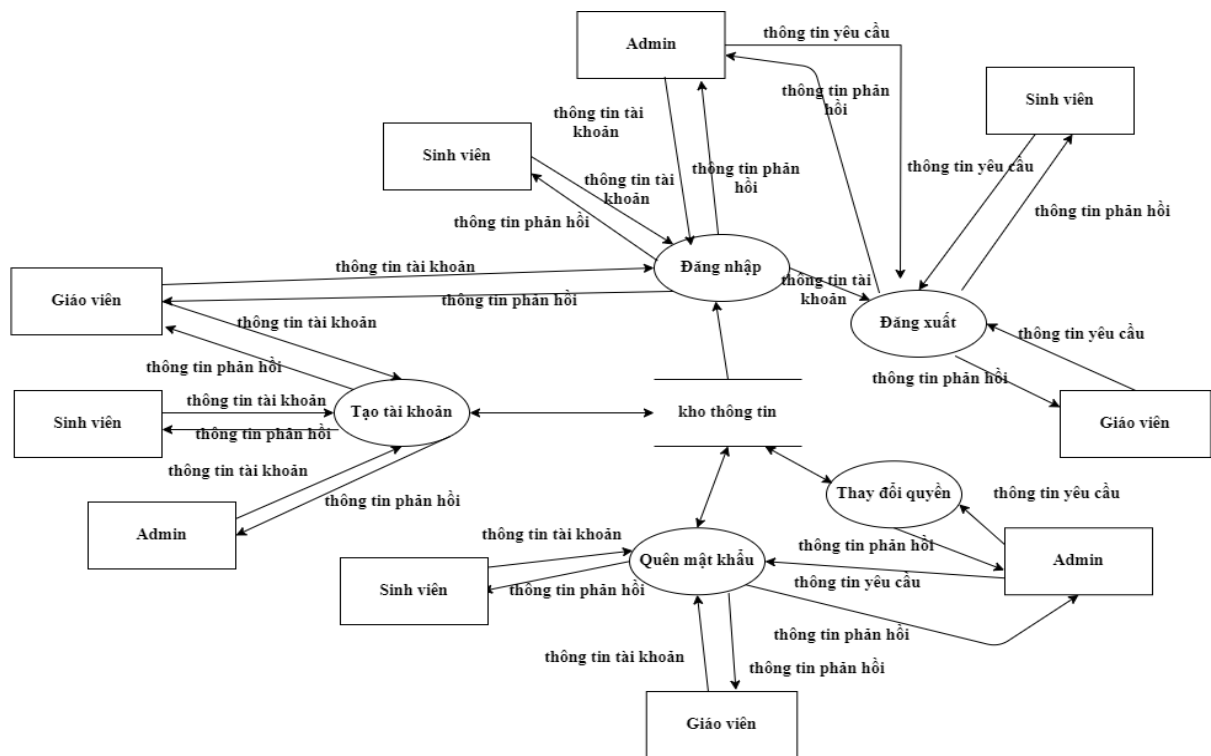 Admin
thông tin yêu cầu
thông tin phản
hồi
Sinh viên
thông tin tài
khoản
Sinh viên
thông tin yêu cầu
thông tin phản
hồi
thông tin tài
khoản
thông tin phản hồi
thông tin phản hồi
Đăng nhập
thông tin tài khoản
thông tin tài
khoản
Giáo viên
thông tin phản hồi
Đăng xuất
thông tin tài khoản
thông tin yêu cầu
thông tin phản hồi
thông tin phản hồi
Sinh viên
thông tin tài khoản
Tạo tài khoản
kho thông tin
Giáo viên
thông tin phản hồi
thông tin tài khoản
thông tin phản hồi
Thay đổi quyền
thông tin yêu cầu
Admin
thông tin tài khoản
thông tin phản hồi
Quên mật khẩu
Admin
Sinh viên
thông tin phản hồi
thông tin yêu cầu
thông tin phản hồi
thông tin tài khoản
thông tin phản hồi
Giáo viên